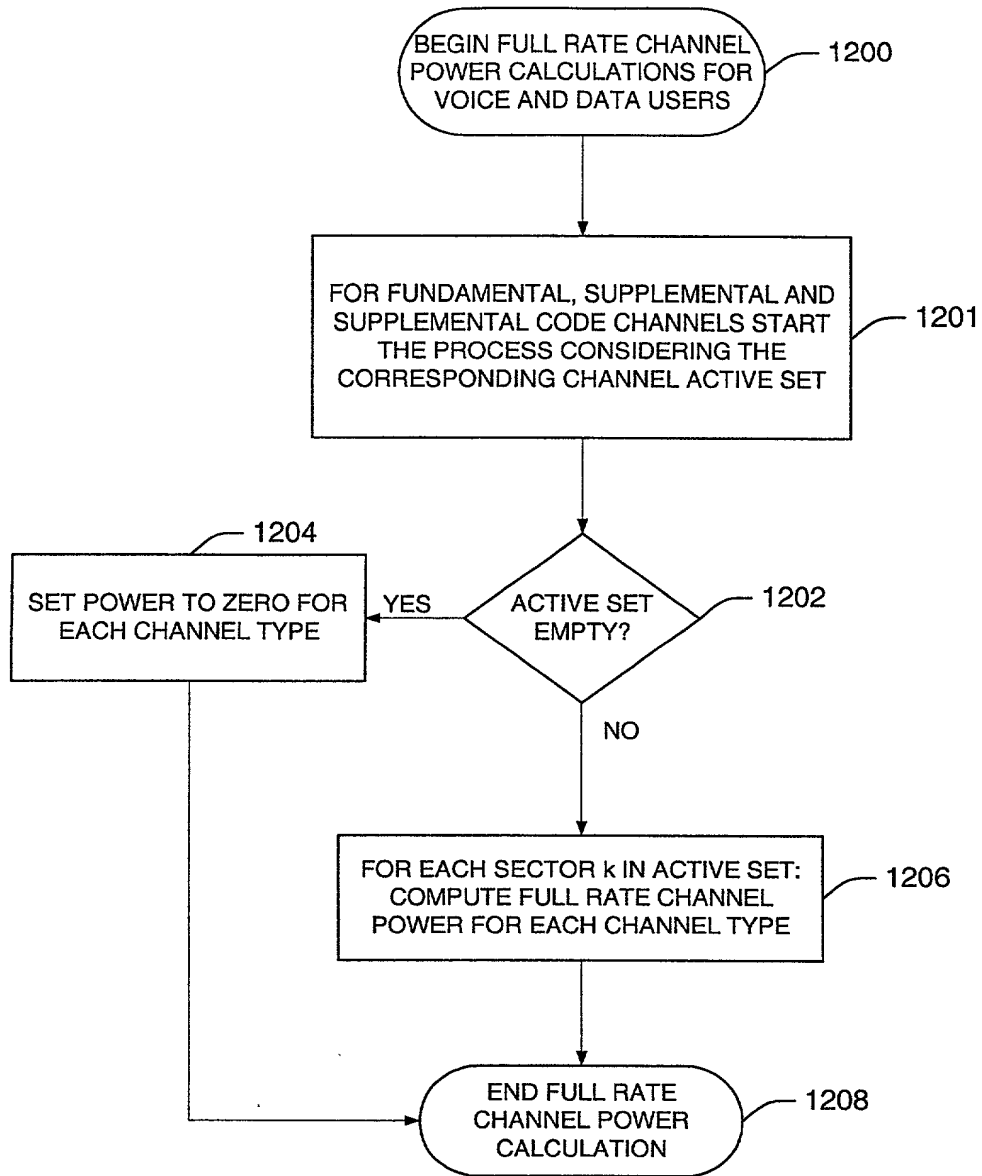 BEGIN FULL RATE CHANNEL
POWER CALCULATIONS FOR
VOICE AND DATA USERS
1200
FOR FUNDAMENTAL, SUPPLEMENTAL AND
SUPPLEMENTAL CODE CHANNELS START
THE PROCESS CONSIDERING THE
CORRESPONDING CHANNEL ACTIVE SET
1201
1204
SET POWER TO ZERO FOR
EACH CHANNEL TYPE
YES
ACTIVE SET
EMPTY?
1202
NO
FOR EACH SECTOR k IN ACTIVE SET:
COMPUTE FULL RATE CHANNEL
POWER FOR EACH CHANNEL TYPE
1206
END FULL RATE
CHANNEL POWER
CALCULATION
1208